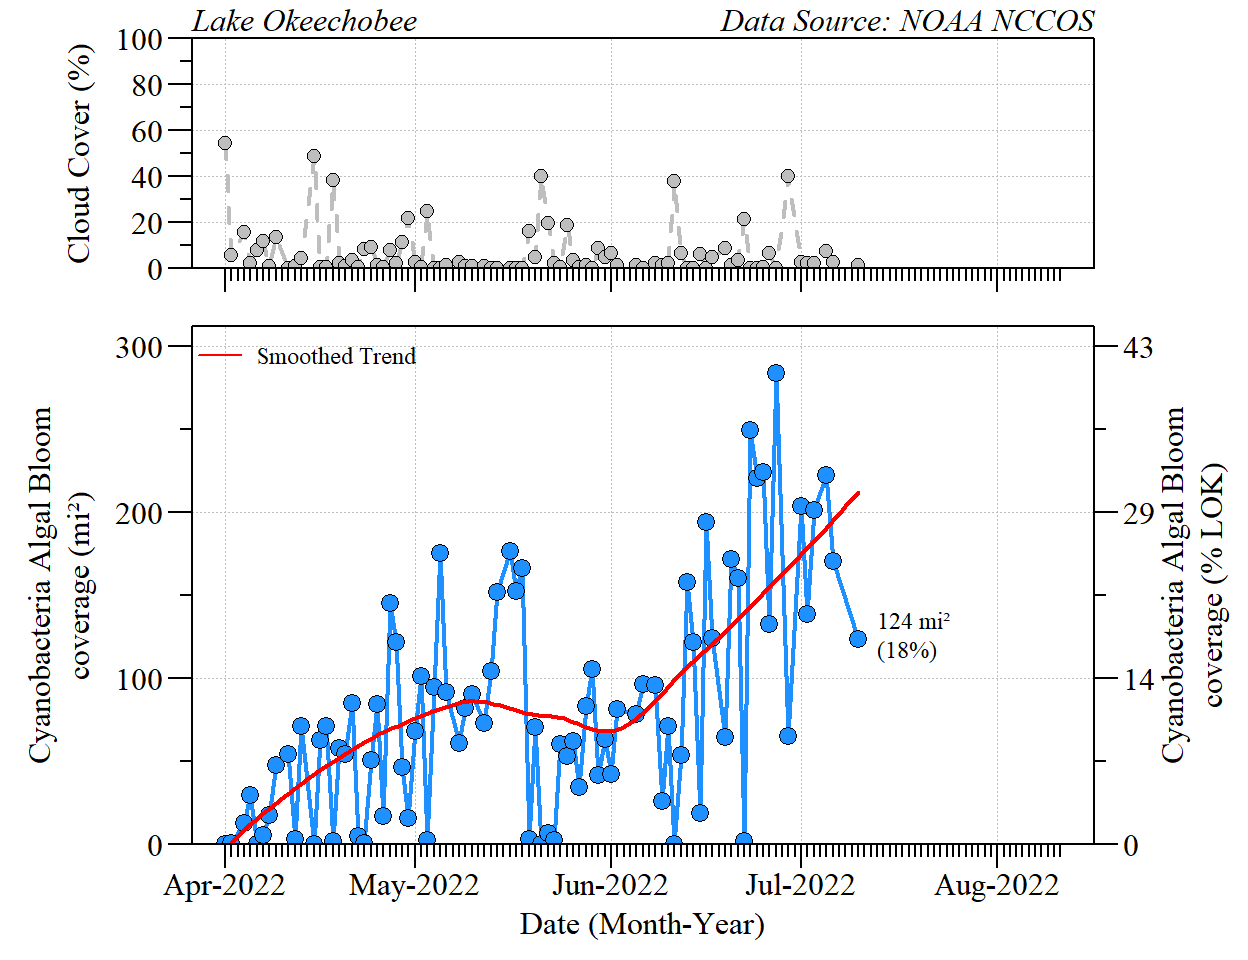 Lake Okeechobee
Data Source: NOAA NCCOS
Cloud Cover (%)
100
80
60
40
20
0
Smoothed Trend
Cyanobacteria Algal Bloom
coverage (mi²)
300
200
100
0
124 mi²
(18%)
43
29
14
0
Cyanobacteria Algal Bloom
coverage (% LOK)
Apr-2022
May-2022
Jun-2022
Jul-2022
Aug-2022
Date (Month-Year)